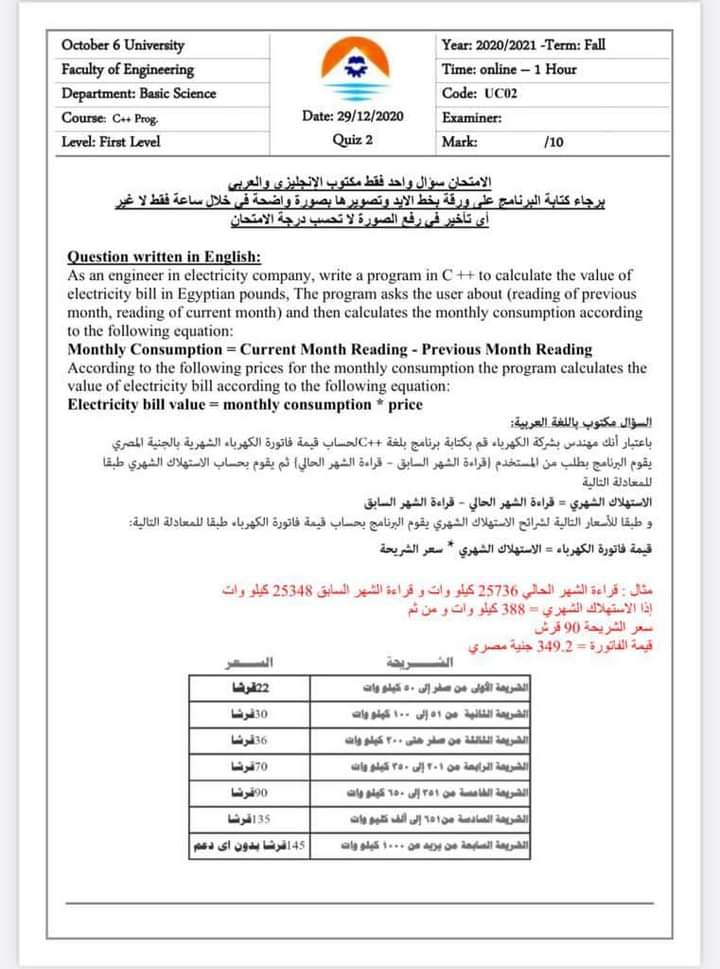 October 6 University
Faculty of Engineering
Department: Basic Science
Course: C++ Prog.
Level: First Level
Date: 29/12/2020
Quiz 2
Year: 2020/2021 -Term: Fall
Time: online – 1 Hour
Code: UC02
Examiner:
Mark: /10
الامتحان سؤال واحد فقط مكتوب الإنجليزي والعربي
برجاء كتابة البرنامج على ورقة بخط الايد وتصويرها بصورة واضحة في خلال ساعة فقط لا غير
أي تأخير في رفع الصورة لا تحسب درجة الامتحان
Question written in English:
As an engineer in electricity company, write a program in C ++ to calculate the value of
electricity bill in Egyptian pounds, The program asks the user about (reading of previous
month, reading of current month) and then calculates the monthly consumption according
to the following equation:
Monthly Consumption = Current Month Reading - Previous Month Reading
According to the following prices for the monthly consumption the program calculates the
value of electricity bill according to the following equation:
Electricity bill value = monthly consumption * price
السؤال مكتوب باللغة العربية:
باعتبار أنك مهندس بشركة الكهرباء قم بكتابة برنامج بلغة ++C لحساب قيمة فاتورة الكهرباء الشهرية بالجنية المصري
يقوم البرنامج بطلب من المستخدم (قراءة الشهر السابق - قراءة الشهر الحالي) ثم يقوم بحساب الاستهلاك الشهري طبقا
للمعادلة التالية
الاستهلاك الشهري = قراءة الشهر الحالي - قراءة الشهر السابق
و طبقا للأسعار التالية لشرائح الاستهلاك الشهري يقوم البرنامج بحساب قيمة فاتورة الكهرباء طبقا للمعادلة التالية:
قيمة فاتورة الكهرباء = الاستهلاك الشهري * سعر الشريحة
مثال : قراءة الشهر الحالي 25736 كيلو وات و قراءة الشهر السابق 25348 كيلو وات
إذا الاستهلاك الشهري = 388 كيلو وات و من ثم
سعر الشريحة 90 قرش
قيمة الفاتورة = 349.2 جنية مصري
الشـــــريحة السـعـر
الشريحة الأولى من صفر إلى ٥٠ كيلو وات 22قرشا
الشريحة الثانية من ٥١ إلى ١٠٠ كيلو وات 30قرشا
الشريحة الثالثة من صفر حتى ٢٠٠ كيلو وات 36قرشا
الشريحة الرابعة من ٢٠١ إلى ٣٥٠ كيلو وات 70قرشا
الشريحة الخامسة من ٣٥١ إلى ٦٥٠ كيلو وات 90قرشا
الشريحة السادسة من ٦٥١ إلى ألف كليو وات 135قرشا
الشريحة السابعة من يزيد عن ١٠٠٠ كيلو وات 145قرشا بدون اى دعم